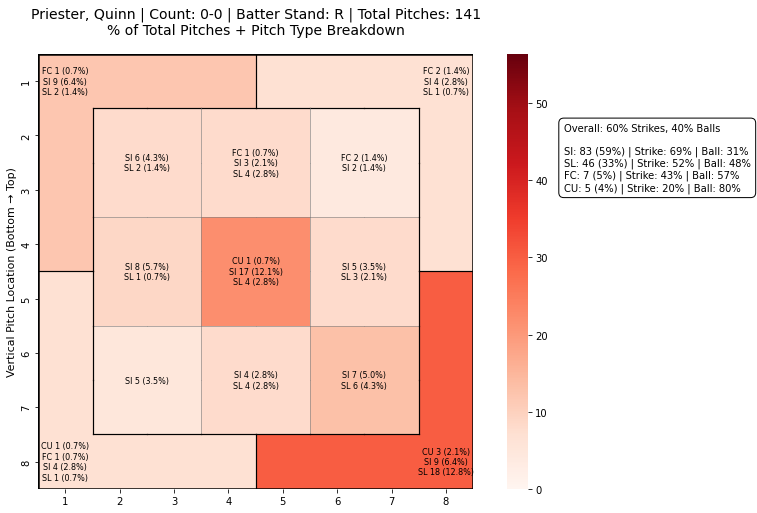 Priester, Quinn | Count: 0-0 | Batter Stand: R | Total Pitches: 141
% of Total Pitches + Pitch Type Breakdown
FC 1 (0.7%)
SI 9 (6.4%)
SL 2 (1.4%)
FC 2 (1.4%)
SI 4 (2.8%)
SL 1 (0.7%)
SI 6 (4.3%)
SL 2 (1.4%)
FC 1 (0.7%)
SI 3 (2.1%)
SL 4 (2.8%)
FC 2 (1.4%)
SI 2 (1.4%)
SI 8 (5.7%)
SL 1 (0.7%)
CU 1 (0.7%)
SI 17 (12.1%)
SL 4 (2.8%)
SI 5 (3.5%)
SL 3 (2.1%)
SI 5 (3.5%)
SI 4 (2.8%)
SL 4 (2.8%)
SI 7 (5.0%)
SL 6 (4.3%)
CU 1 (0.7%)
FC 1 (0.7%)
SI 4 (2.8%)
SL 1 (0.7%)
CU 3 (2.1%)
SI 9 (6.4%)
SL 18 (12.8%)
Vertical Pitch Location (Bottom → Top)
1
2
3
4
5
6
7
8
1 2 3 4 5 6 7 8
50
40
30
20
10
0
Overall: 60% Strikes, 40% Balls
SI: 83 (59%) | Strike: 69% | Ball: 31%
SL: 46 (33%) | Strike: 52% | Ball: 48%
FC: 7 (5%) | Strike: 43% | Ball: 57%
CU: 5 (4%) | Strike: 20% | Ball: 80%